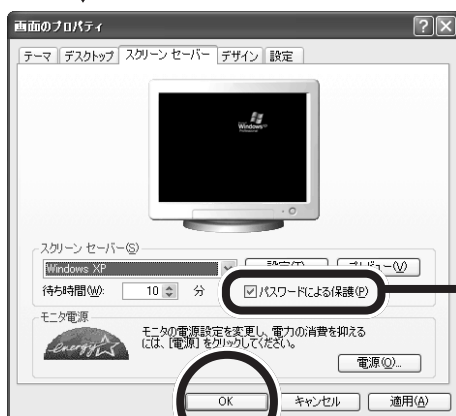 画面のプロパティ
テーマ デスクトップ スクリーン セーバー デザイン 設定
Windows xp
Professional
スクリーン セーバー(S)
Windows XP 設定(T) プレビュー(V)
待ち時間(W): 10 分 パスワードによる保護(P)
モニタ電源
energy
モニタの電源設定を変更し、電力の消費を抑える
には、[電源] をクリックしてください。
電源(O)...
OK キャンセル 適用(A)